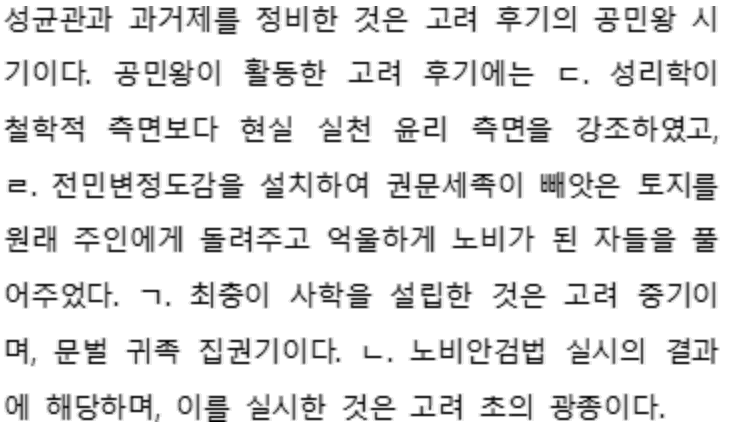 성균관과 과거제를 정비한 것은 고려 후기의 공민왕 시
기이다. 공민왕이 활동한 고려 후기에는 ㄷ. 성리학이
철학적 측면보다 현실 실천 윤리 측면을 강조하였고,
ㄹ. 전민변정도감을 설치하여 권문세족이 빼앗은 토지를
원래 주인에게 돌려주고 억울하게 노비가 된 자들을 풀
어주었다. ㄱ. 최충이 사학을 설립한 것은 고려 중기이
며, 문벌 귀족 집권기이다. ㄴ. 노비안검법 실시의 결과
에 해당하며, 이를 실시한 것은 고려 초의 광종이다.